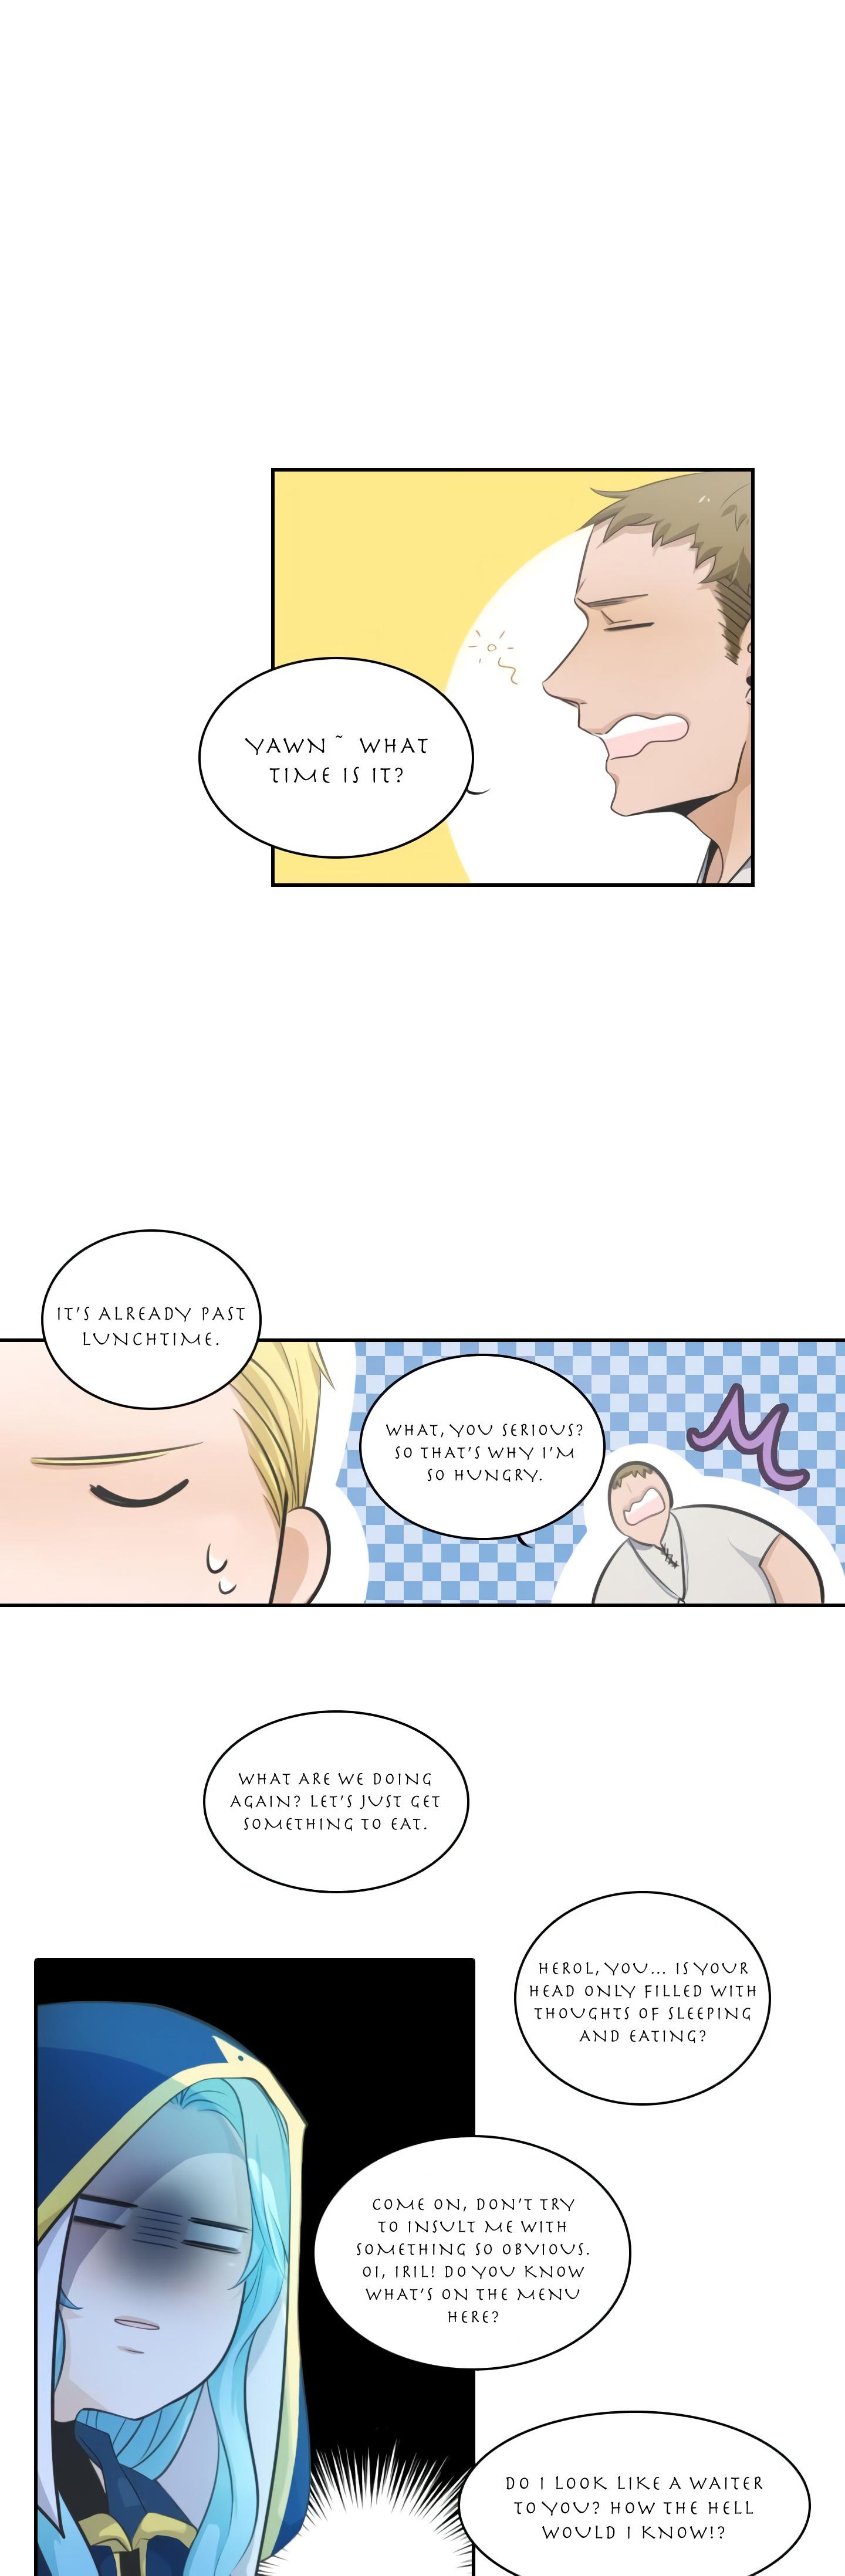 YAWN~ WHAT
TIME IS IT?
IT'S ALREADY PAST
LUNCHTIME.
WHAT, YOU SERIOUS?
SO THAT'S WHY I'M
SO HUNGRY.
WHAT ARE WE DOING
AGAIN? LET'S JUST GET
SOMETHING TO EAT.
HEROL, YOU... IS YOUR
HEAD ONLY FILLED WITH
THOUGHTS OF SLEEPING
AND EATING?
COME ON, DON'T TRY
TO INSULT ME WITH
SOMETHING SO OBVIOUS.
OI, IRIL! DO YOU KNOW
WHAT'S ON THE MENU
HERE?
DO I LOOK LIKE A WAITER
TO YOU? HOW THE HELL
WOULD I KNOW!?